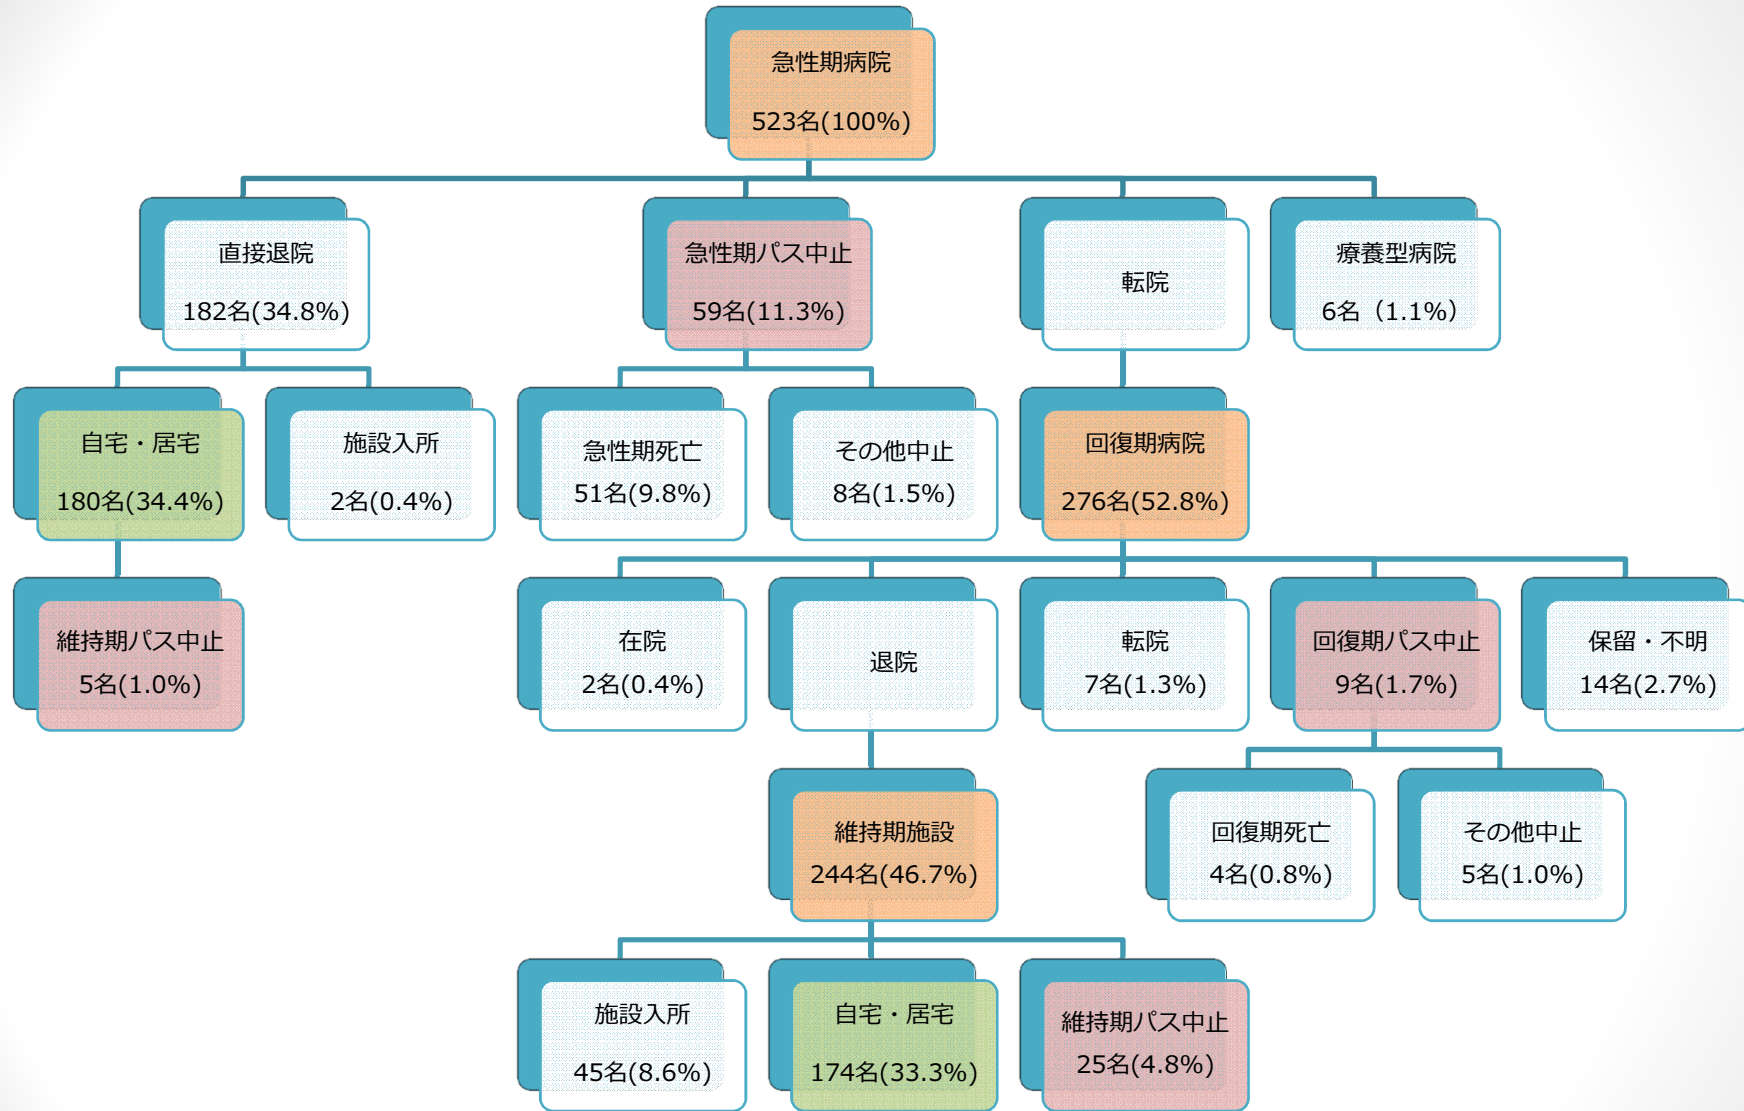 急性期病院
523名(100%)
直接退院
182名(34.8%)
急性期パス中止
59名(11.3%)
転院
療養型病院
6名（1.1%）
自宅・居宅
180名(34.4%)
施設入所
2名(0.4%)
急性期死亡
51名(9.8%)
その他中止
8名(1.5%)
回復期病院
276名(52.8%)
維持期パス中止
5名(1.0%)
在院
2名(0.4%)
退院
転院
7名(1.3%)
回復期パス中止
9名(1.7%)
保留・不明
14名(2.7%)
維持期施設
244名(46.7%)
回復期死亡
4名(0.8%)
その他中止
5名(1.0%)
施設入所
45名(8.6%)
自宅・居宅
174名(33.3%)
維持期パス中止
25名(4.8%)